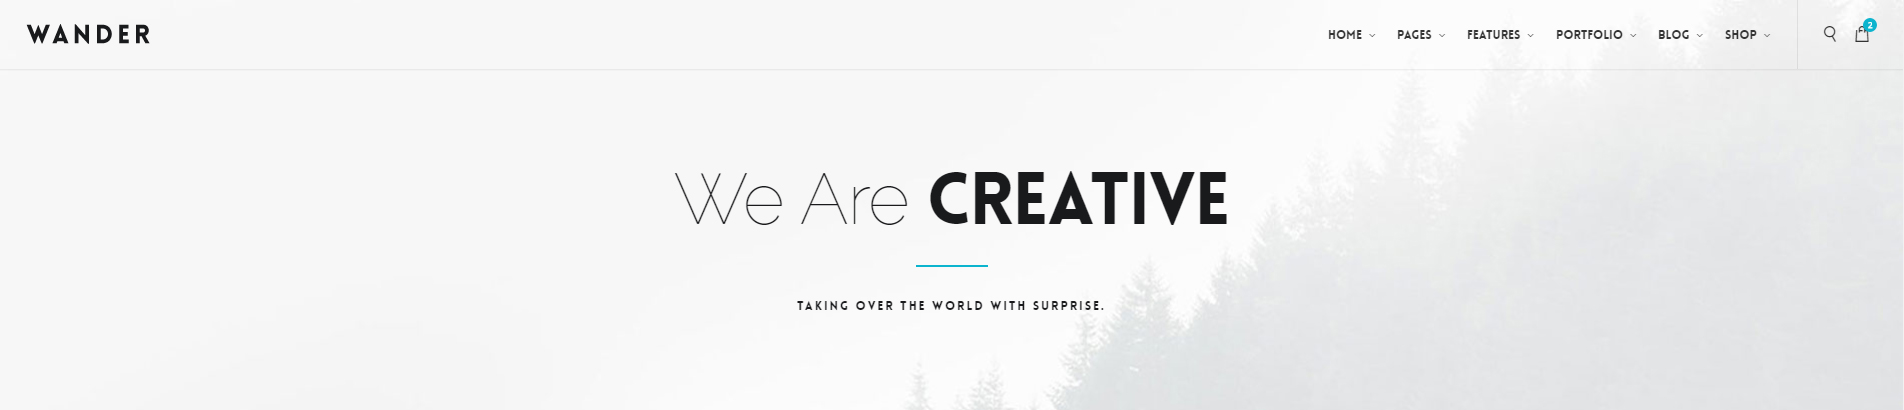 WANDER
HOME PAGES FEATURES PORTFOLIO BLOG SHOP 2
We Are CREATIVE
TAKING OVER THE WORLD WITH SURPRISE.